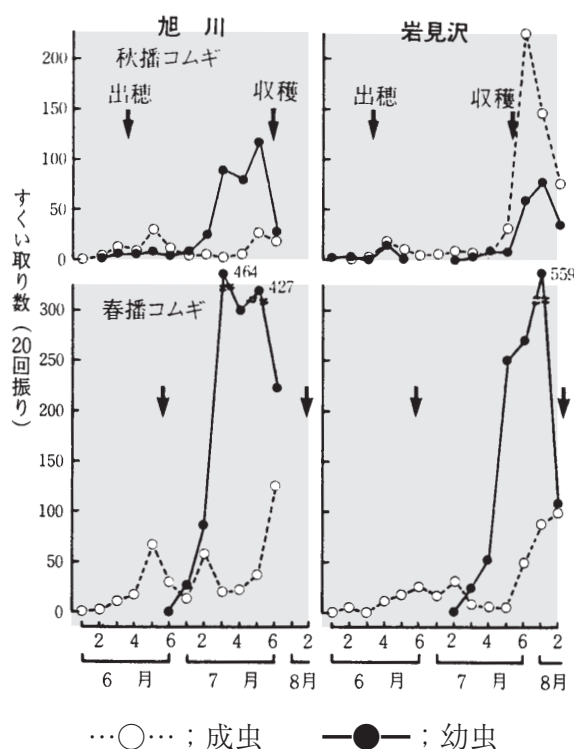 旭川 岩見沢
秋播コムギ
出穂 収穫 出穂 収穫
200
150
100
50
0
すくい取り数(20回振り)
464 427 559
春播コムギ
300
250
200
150
100
50
0
2 4 6 2 4 6 2 2 4 6 2 4 6 2
6月 7月 8月 6月 7月 8月
…○…;成虫 ―●―;幼虫